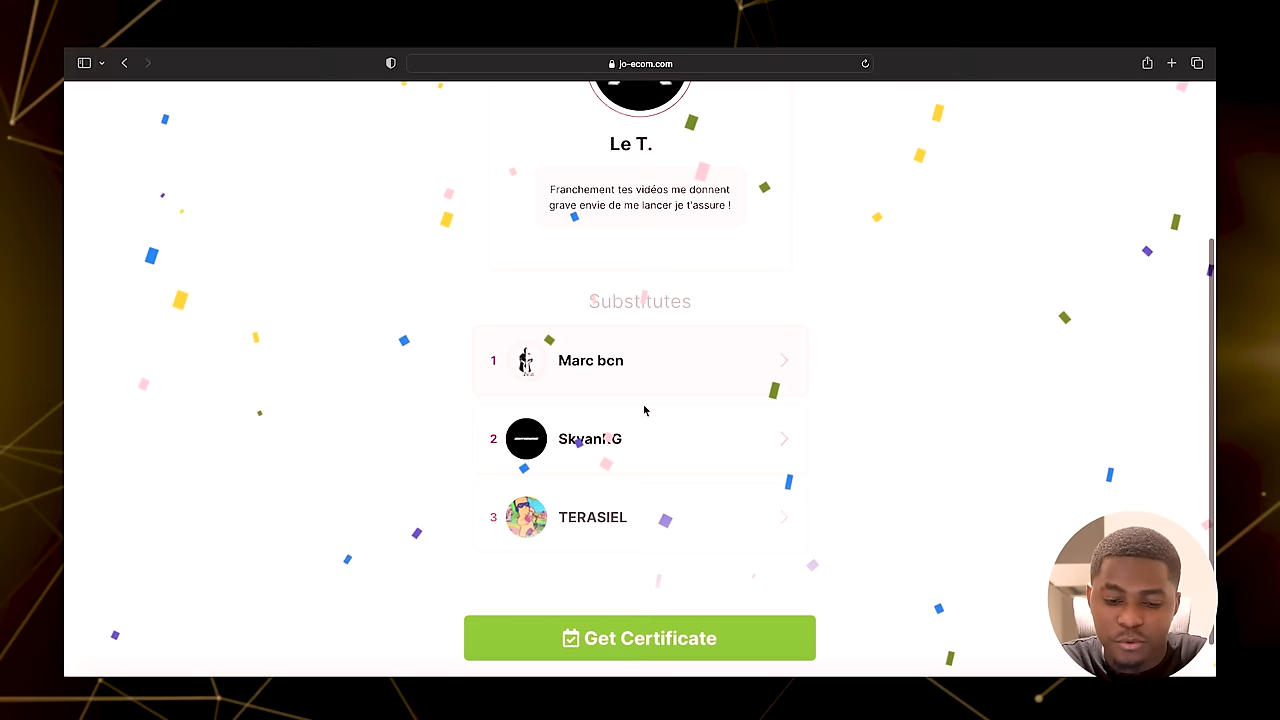 jo-ecom.com
Le T.
Franchement tes vidéos me donnent
grave envie de me lancer je t'assure !
Substitutes
1 Marc bcn
2 SkyanKG
3 TERASIEL
Get Certificate